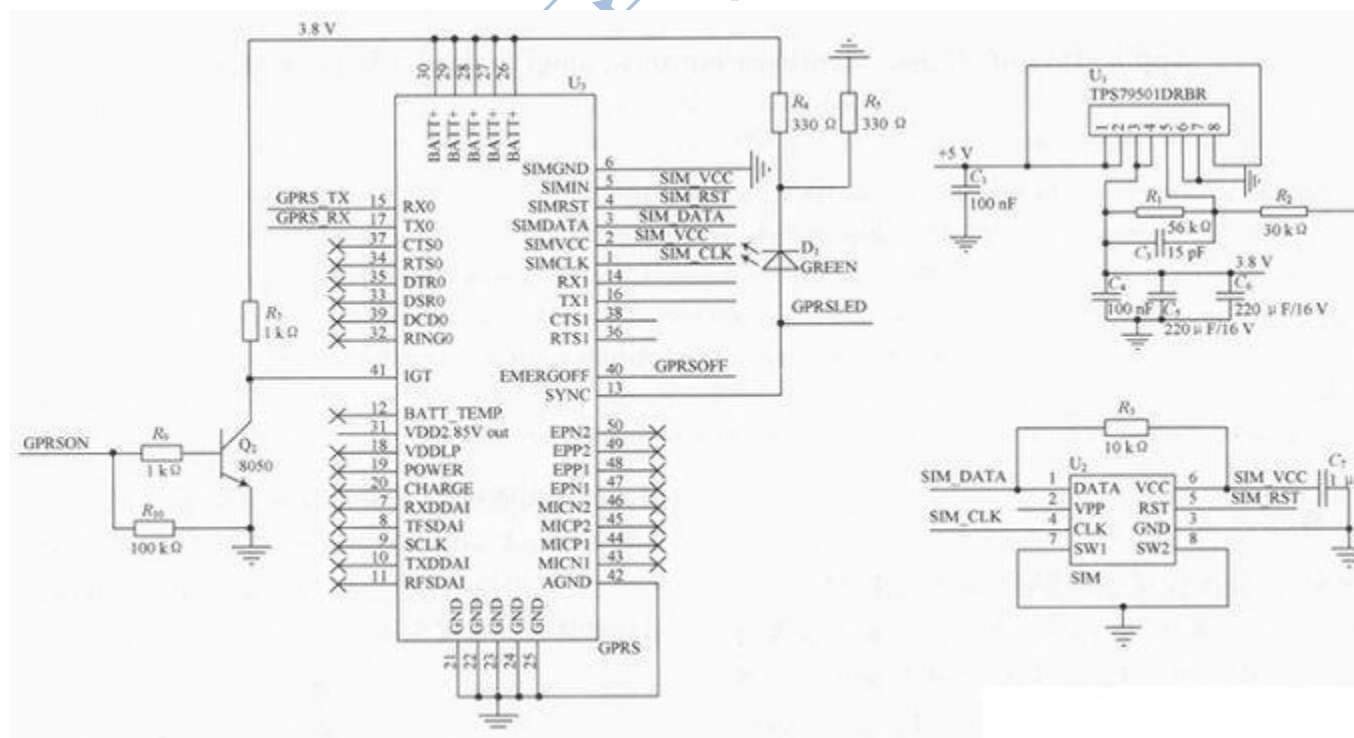 3.8 V
30
29
28
27
26
U3
BATT+
BATT+
BATT+
BATT+
BATT+
GPRS_TX
15
RX0
GPRS_RX
17
TX0
37
CTS0
34
RTS0
35
DTR0
33
DSR0
39
DCD0
32
RING0
41
IGT
12
BATT_TEMP
31
VDD2.85V out
18
VDDLP
19
POWER
20
CHARGE
7
RXDDAI
8
TFSDAI
9
SCLK
10
TXDDAI
11
RFSDAI
SIMGND
6
SIMIN
5
SIM_VCC
SIMRST
4
SIM_RST
SIMDATA
3
SIM_DATA
SIMVCC
2
SIM_VCC
SIMCLK
1
SIM_CLK
RX1
14
TX1
16
CTS1
38
RTS1
36
EMERGOFF
40
GPRSOFF
SYNC
13
EPN2
50
EPP2
49
EPP1
48
EPN1
47
MICN2
46
MICP2
45
MICP1
44
MICN1
43
AGND
42
GND
GND
GND
GND
GND
21
22
23
24
25
GPRS
1 kΩ
GPRSON
R9
1 kΩ
Q2
8050
R10
100 kΩ
R4
330 Ω
R5
330 Ω
GREEN
GPRSLED
TPS79501DRBR
1
2
3
4
5
6
7
8
+5 V
100 nF
R1
56 kΩ
R2
30 kΩ
15 pF
3.8 V
C4
100 nF
C5
220 μF/16 V
C6
220 μF/16 V
R3
10 kΩ
U2
SIM_DATA
1
DATA
VCC
6
SIM_VCC
C7
1 μ
2
VPP
RST
5
SIM_RST
SIM_CLK
4
CLK
GND
3
7
SW1
SW2
8
SIM